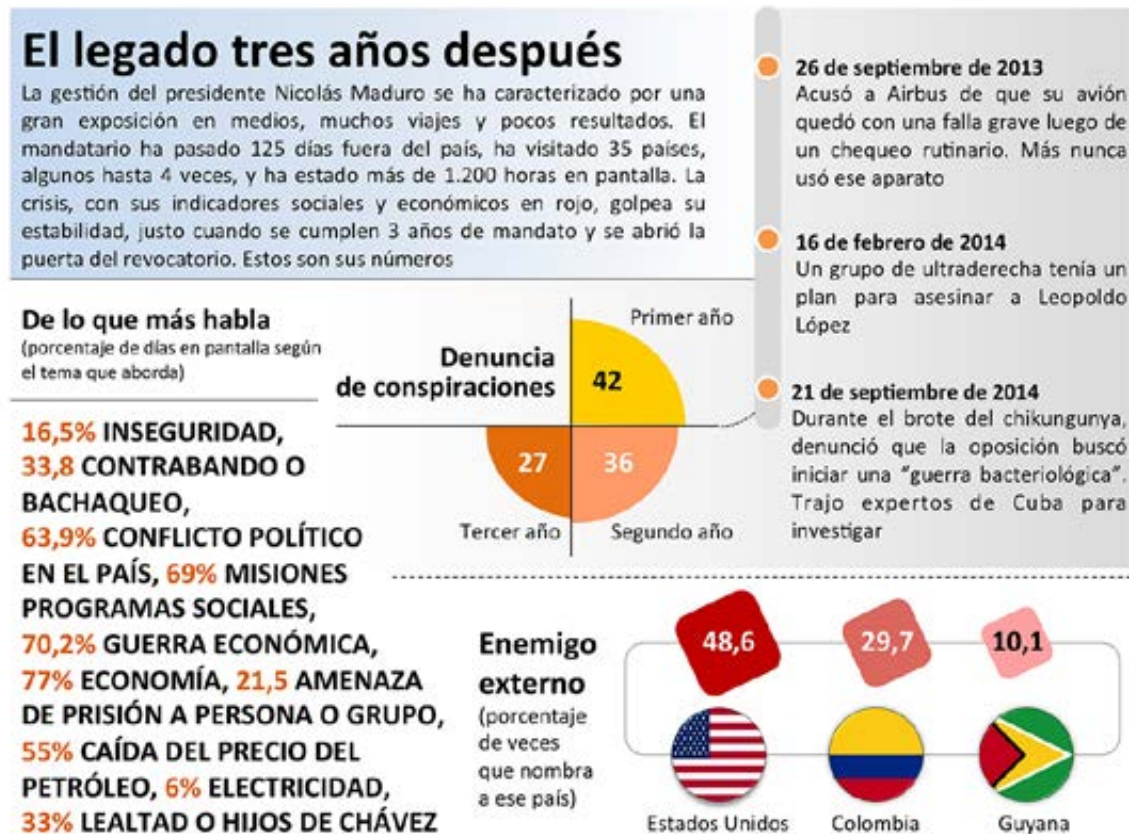 El legado tres años después
La gestión del presidente Nicolás Maduro se ha caracterizado por una
gran exposición en medios, muchos viajes y pocos resultados. El
mandatario ha pasado 125 días fuera del país, ha visitado 35 países,
algunos hasta 4 veces, y ha estado más de 1.200 horas en pantalla. La
crisis, con sus indicadores sociales y económicos en rojo, golpea su
estabilidad, justo cuando se cumplen 3 años de mandato y se abrió la
puerta del revocatorio. Estos son sus números
De lo que más habla
(porcentaje de días en pantalla según
el tema que aborda)
16,5% INSEGURIDAD,
33,8 CONTRABANDO O
BACHAQUEO,
63,9% CONFLICTO POLÍTICO
EN EL PAÍS, 69% MISIONES
PROGRAMAS SOCIALES,
70,2% GUERRA ECONÓMICA,
77% ECONOMÍA, 21,5 AMENAZA
DE PRISIÓN A PERSONA O GRUPO,
55% CAÍDA DEL PRECIO DEL
PETRÓLEO, 6% ELECTRICIDAD,
33% LEALTAD O HIJOS DE CHÁVEZ
Denuncia
de conspiraciones
Primer año
42
27
36
Tercer año
Segundo año
26 de septiembre de 2013
Acusó a Airbus de que su avión
quedó con una falla grave luego de
un chequeo rutinario. Más nunca
usó ese aparato
16 de febrero de 2014
Un grupo de ultraderecha tenía un
plan para asesinar a Leopoldo
López
21 de septiembre de 2014
Durante el brote del chikungunya,
denunció que la oposición buscó
iniciar una "guerra bacteriológica".
Trajo expertos de Cuba para
investigar
Enemigo
externo
(porcentaje
de veces
que nombra
a ese país)
48,6
29,7
10,1
Estados Unidos
Colombia
Guyana